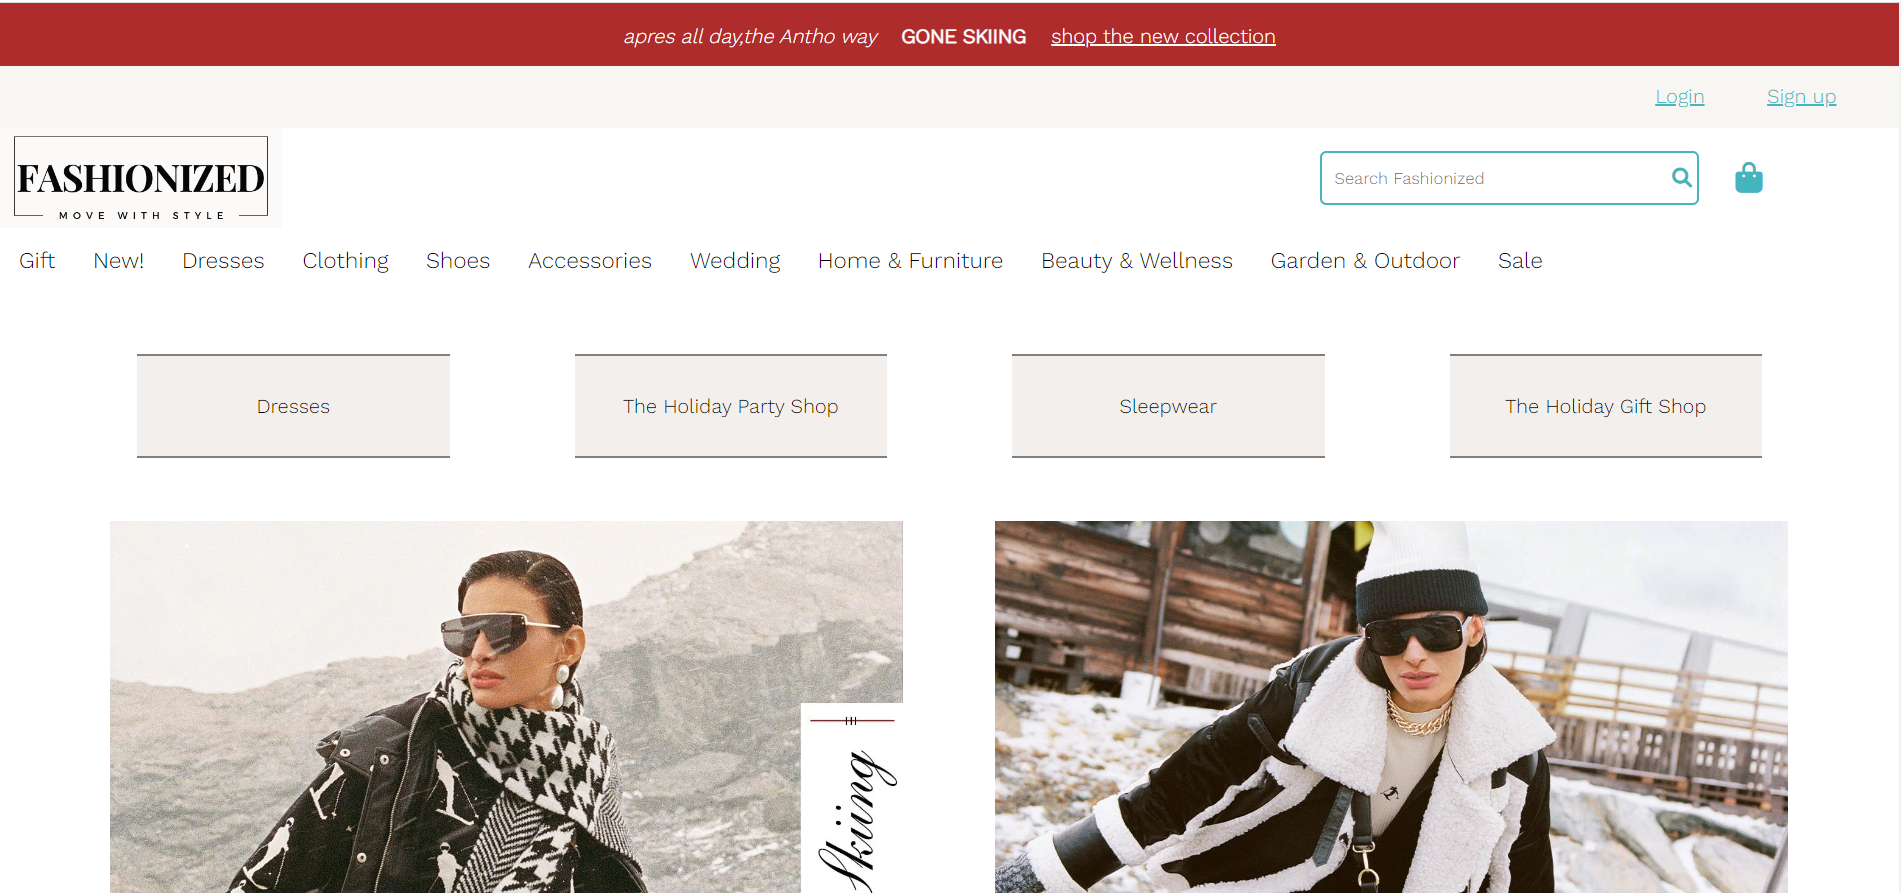 apres all day,the Antho way GONE SKIING shop the new collection
Login Sign up
FASHIONIZED
MOVE WITH STYLE
Search Fashionized
Gift New! Dresses Clothing Shoes Accessories Wedding Home & Furniture Beauty & Wellness Garden & Outdoor Sale
Dresses The Holiday Party Shop Sleepwear The Holiday Gift Shop
Skiing